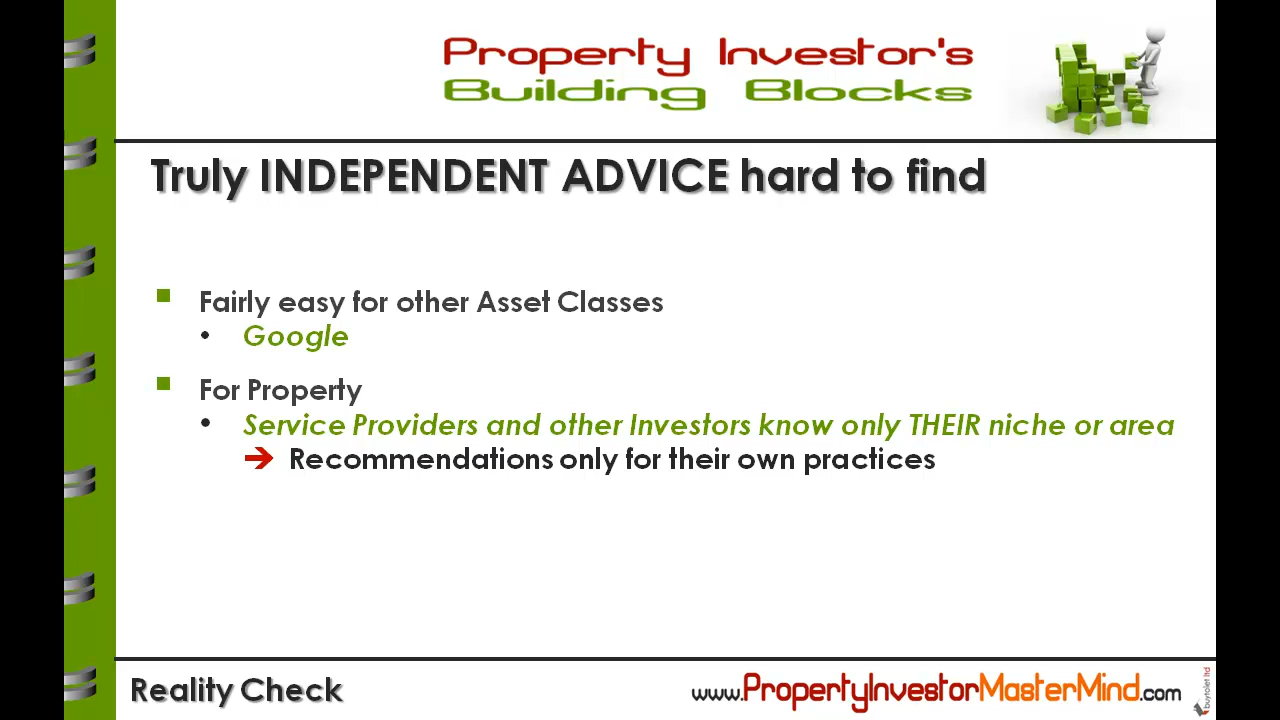 Property Investor's
Building Blocks
Truly INDEPENDENT ADVICE hard to find
Fairly easy for other Asset Classes
Google
For Property
Service Providers and other Investors know only THEIR niche or area
Recommendations only for their own practices
Reality Check
www.PropertyInvestorMasterMind.com
buytolet ltd